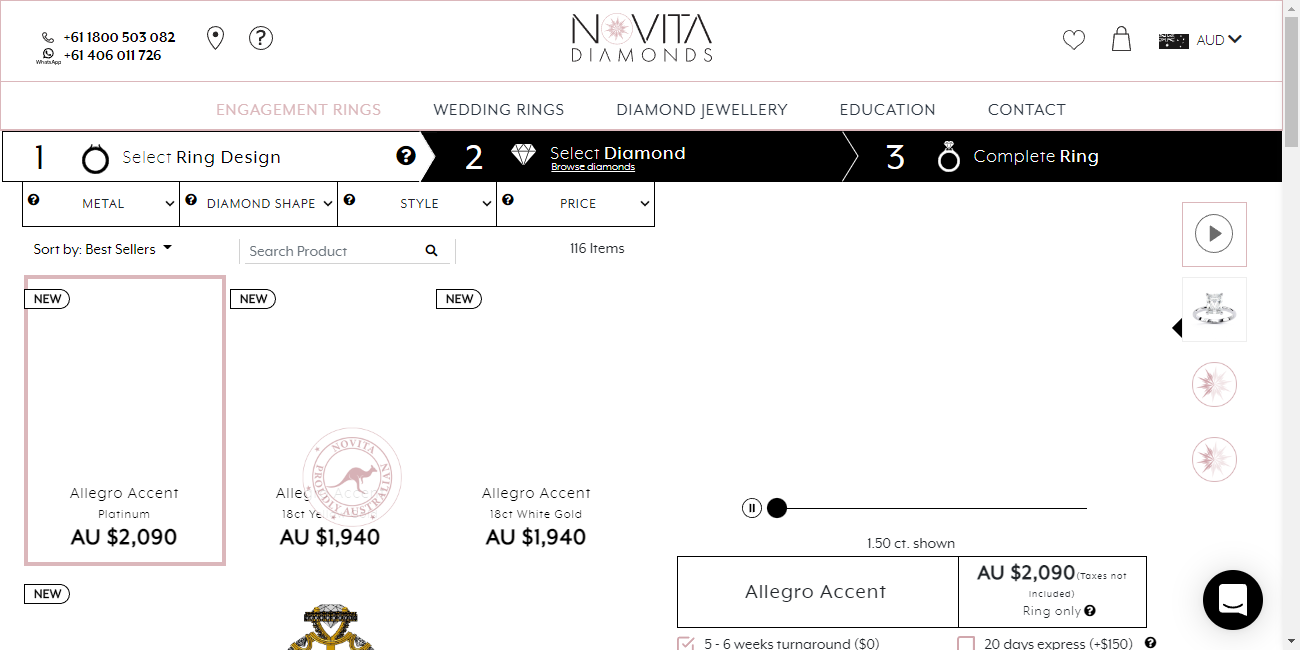 +61 1800 503 082
WhatsApp
+61 406 011 726
?
NOVITA
DIAMONDS
AUD
ENGAGEMENT RINGS
WEDDING RINGS
DIAMOND JEWELLERY
EDUCATION
CONTACT
1 Select Ring Design ?
2 Select Diamond
Browse diamonds
3 Complete Ring
? METAL
? DIAMOND SHAPE
? STYLE
? PRICE
Sort by: Best Sellers
Search Product
116 Items
NEW
NEW
NEW
NOVITA
PROUDLY AUSTRALIAN
Allegro Accent
Platinum
AU $2,090
Allegro Accent
18ct Ye
AU $1,940
Allegro Accent
18ct White Gold
AU $1,940
1.50 ct. shown
Allegro Accent
AU $2,090 (Taxes not
included)
Ring only ?
NEW
5 - 6 weeks turnaround ($0)
20 days express (+$150) ?